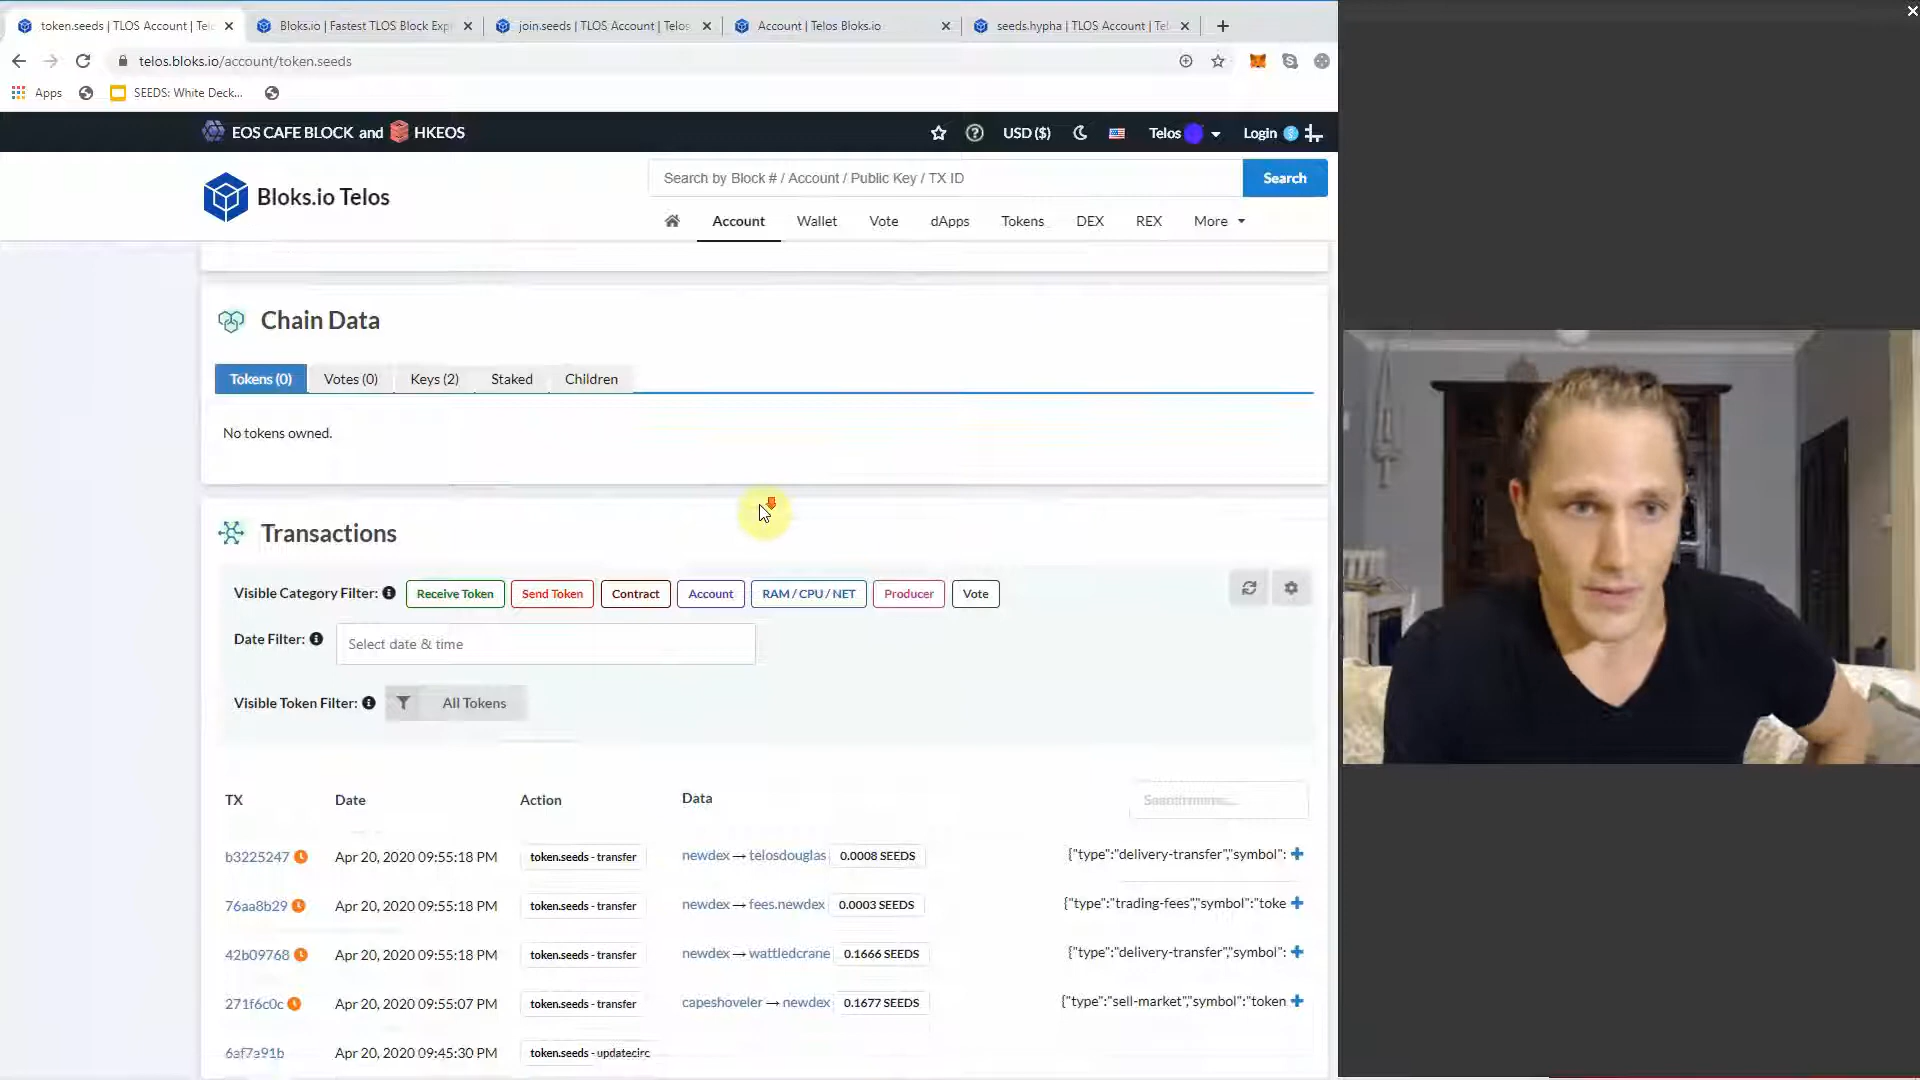 token.seeds | TLOS Account | Tel
Bloks.io | Fastest TLOS Block Exp
join.seeds | TLOS Account | Telos
Account | Telos Bloks.io
seeds.hypha | TLOS Account | Tel
telos.bloks.io/account/token.seeds
Apps
SEEDS: White Deck...
EOS CAFE BLOCK and HKEOS
USD ($)
Telos
Login
Bloks.io Telos
Search by Block # / Account / Public Key / TX ID
Search
Account
Wallet
Vote
dApps
Tokens
DEX
REX
More
Chain Data
Tokens (0)
Votes (0)
Keys (2)
Staked
Children
No tokens owned.
Transactions
Visible Category Filter:
Receive Token
Send Token
Contract
Account
RAM / CPU / NET
Producer
Vote
Date Filter:
Select date & time
Visible Token Filter:
All Tokens
TX
Date
Action
Data
b3225247
Apr 20, 2020 09:55:18 PM
token.seeds - transfer
newdex → telosdouglas
0.0008 SEEDS
{"type":"delivery-transfer","symbol":
76aa8b29
Apr 20, 2020 09:55:18 PM
token.seeds - transfer
newdex → fees.newdex
0.0003 SEEDS
{"type":"trading-fees","symbol":"toke
42b09768
Apr 20, 2020 09:55:18 PM
token.seeds - transfer
newdex → wattledcrane
0.1666 SEEDS
{"type":"delivery-transfer","symbol":
271f6c0c
Apr 20, 2020 09:55:07 PM
token.seeds - transfer
capeshoveler → newdex
0.1677 SEEDS
{"type":"sell-market","symbol":"token
6af7a91b
Apr 20, 2020 09:45:30 PM
token.seeds - updatecirc